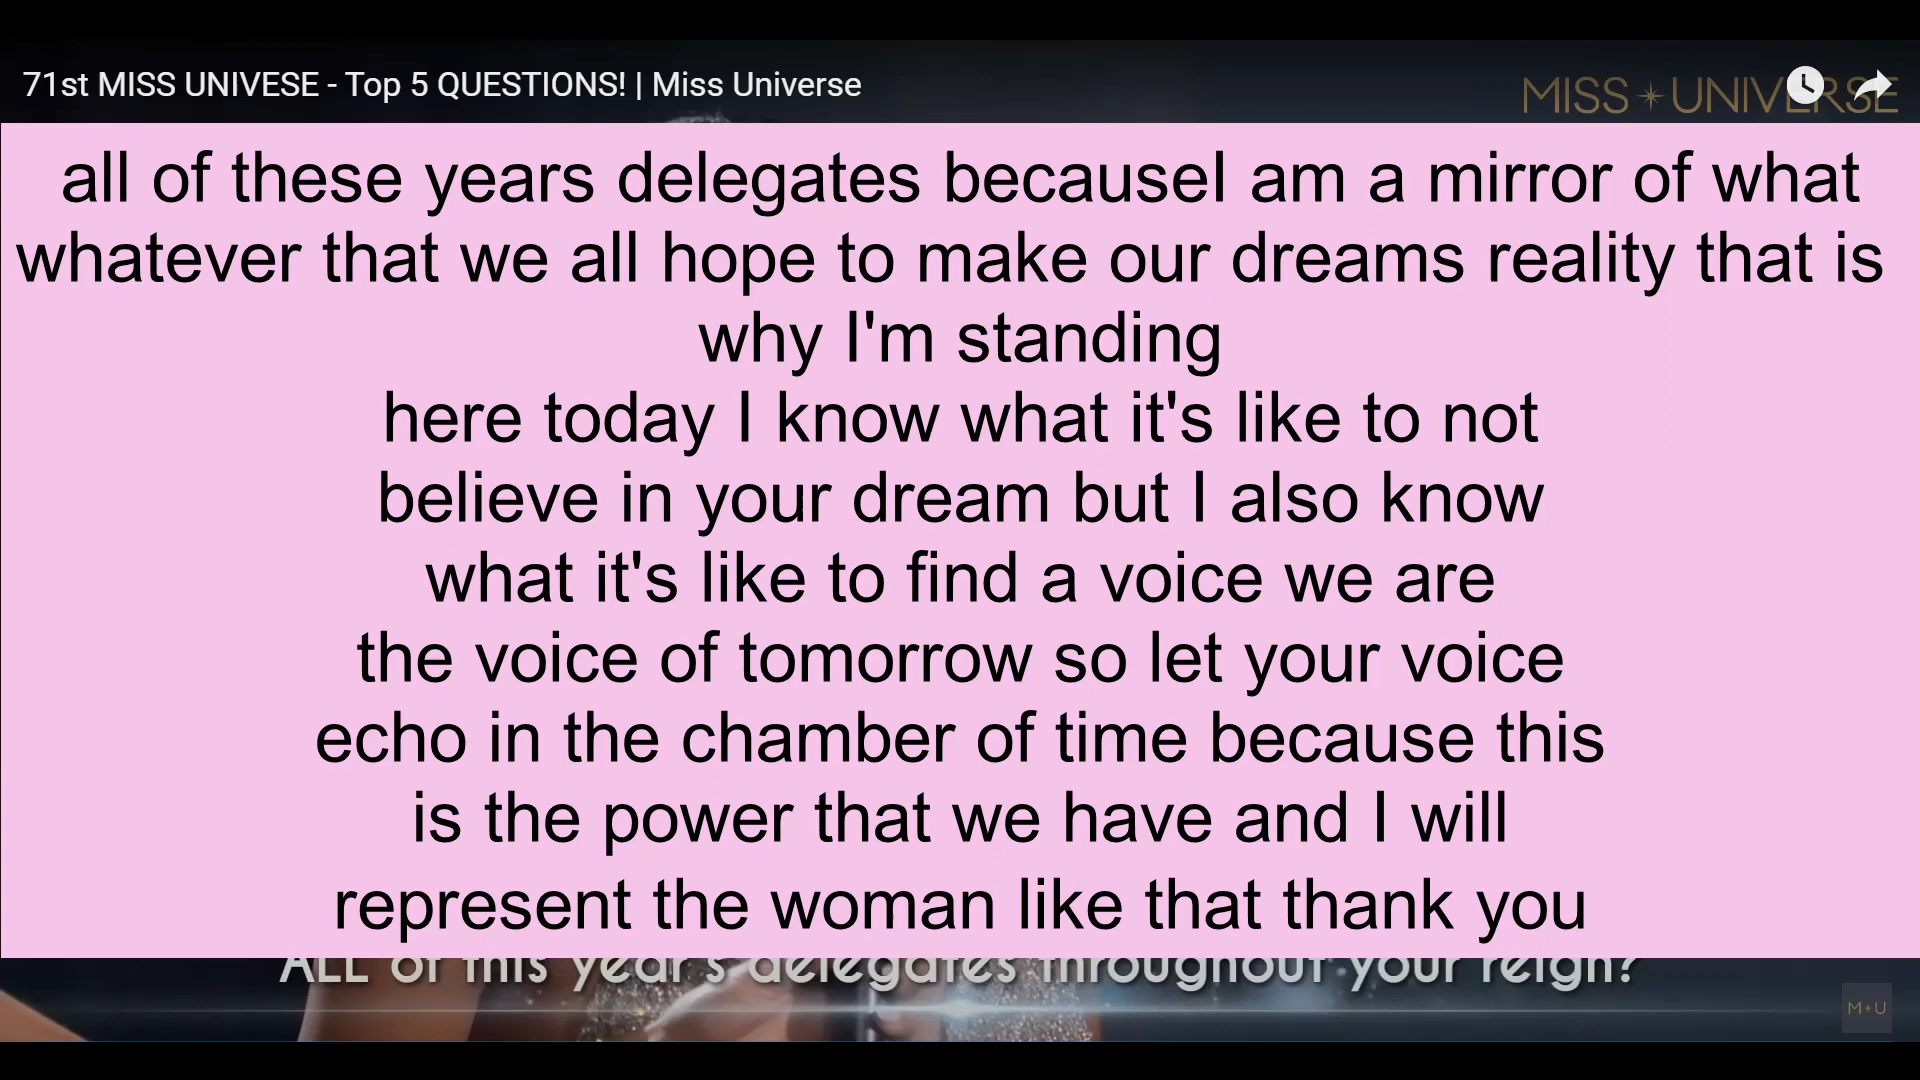 71st MISS UNIVESE - Top 5 QUESTIONS! | Miss Universe
MISS UNIVERSE
all of these years delegates becauseI am a mirror of what
whatever that we all hope to make our dreams reality that is
why I'm standing
here today I know what it's like to not
believe in your dream but I also know
what it's like to find a voice we are
the voice of tomorrow so let your voice
echo in the chamber of time because this
is the power that we have and I will
represent the woman like that thank you
ALL of this year's delegates throughout your reign?
M+U